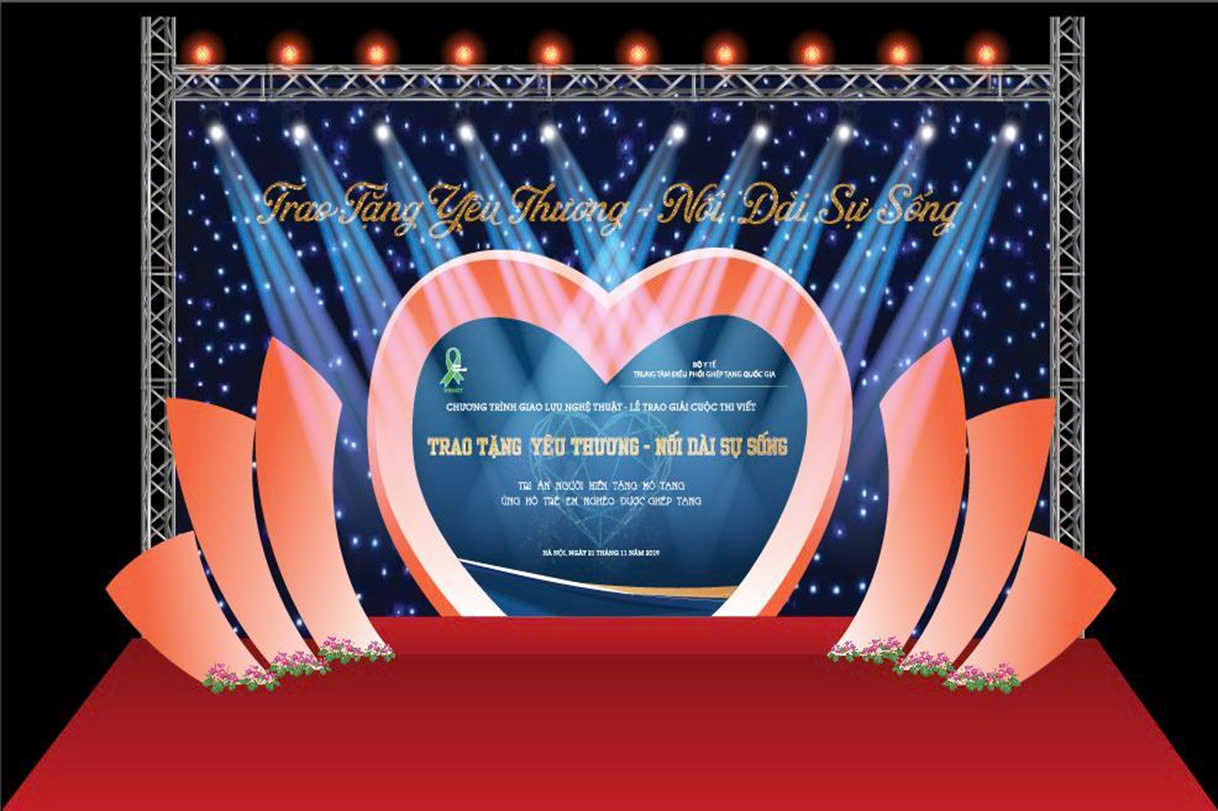 Trao Tặng Yêu Thương - Nối Dài Sự Sống
BỘ Y TẾ
TRUNG TÂM ĐIỀU PHỐI GHÉP TẠNG QUỐC GIA
CHƯƠNG TRÌNH GIAO LƯU NGHỆ THUẬT - LỄ TRAO GIẢI CUỘC THI VIẾT
TRAO TẶNG YÊU THƯƠNG - NỐI DÀI SỰ SỐNG
TRI ÂN NGƯỜI HIẾN TẶNG MÔ TẠNG
ỦNG HỘ TRẺ EM NGHÈO ĐƯỢC GHÉP TẠNG
HÀ NỘI, NGÀY 21 THÁNG 11 NĂM 2019